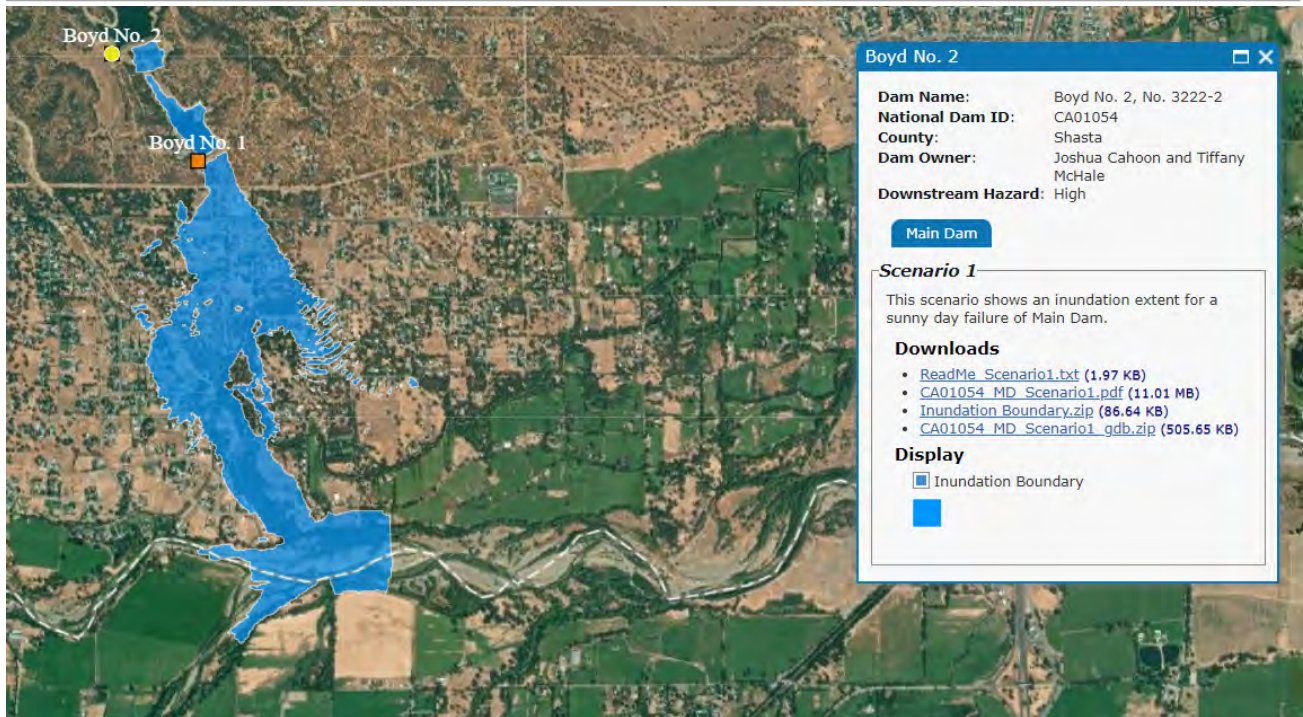 Boyd No. 2
Boyd No. 1
Boyd No. 2
Dam Name: Boyd No. 2, No. 3222-2
National Dam ID: CA01054
County: Shasta
Dam Owner: Joshua Cahoon and Tiffany
McHale
Downstream Hazard: High
Main Dam
Scenario 1
This scenario shows an inundation extent for a
sunny day failure of Main Dam.
Downloads
• ReadMe_Scenario1.txt (1.97 KB)
• CA01054_MD_Scenario1.pdf (11.01 MB)
• Inundation Boundary.zip (86.64 KB)
• CA01054_MD_Scenario1_gdb.zip (505.65 KB)
Display
Inundation Boundary